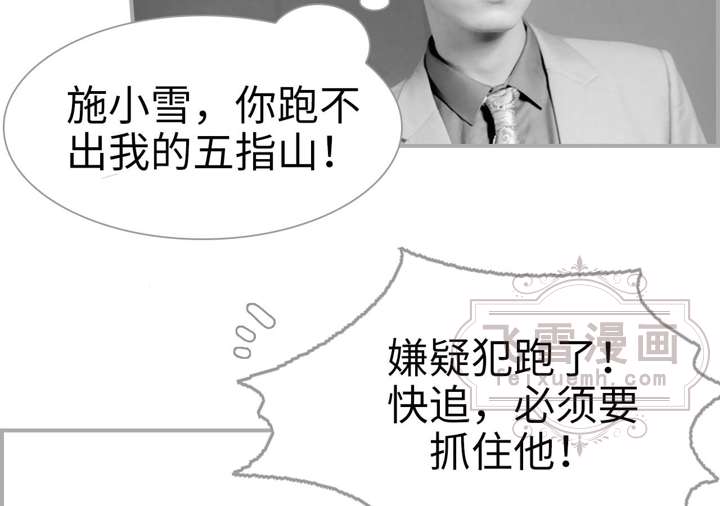 施小雪，你跑不
出我的五指山！
飞雪漫画
feixuemh.com
嫌疑犯跑了！
快追，必须要
抓住他！